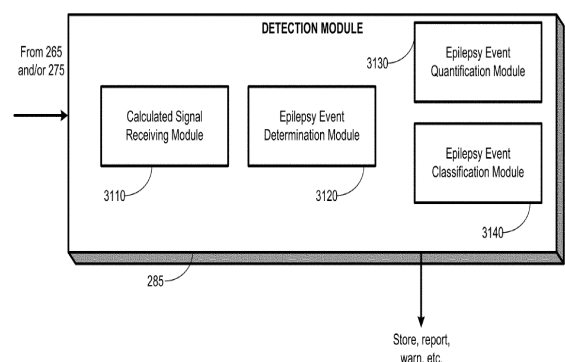 DETECTION MODULE
From 265
and/or 275
3130
Epilepsy Event
Quantification Module
Calculated Signal
Receiving Module
Epilepsy Event
Determination Module
Epilepsy Event
Classification Module
3110
3120
3140
285
Store, report,
warn, etc.